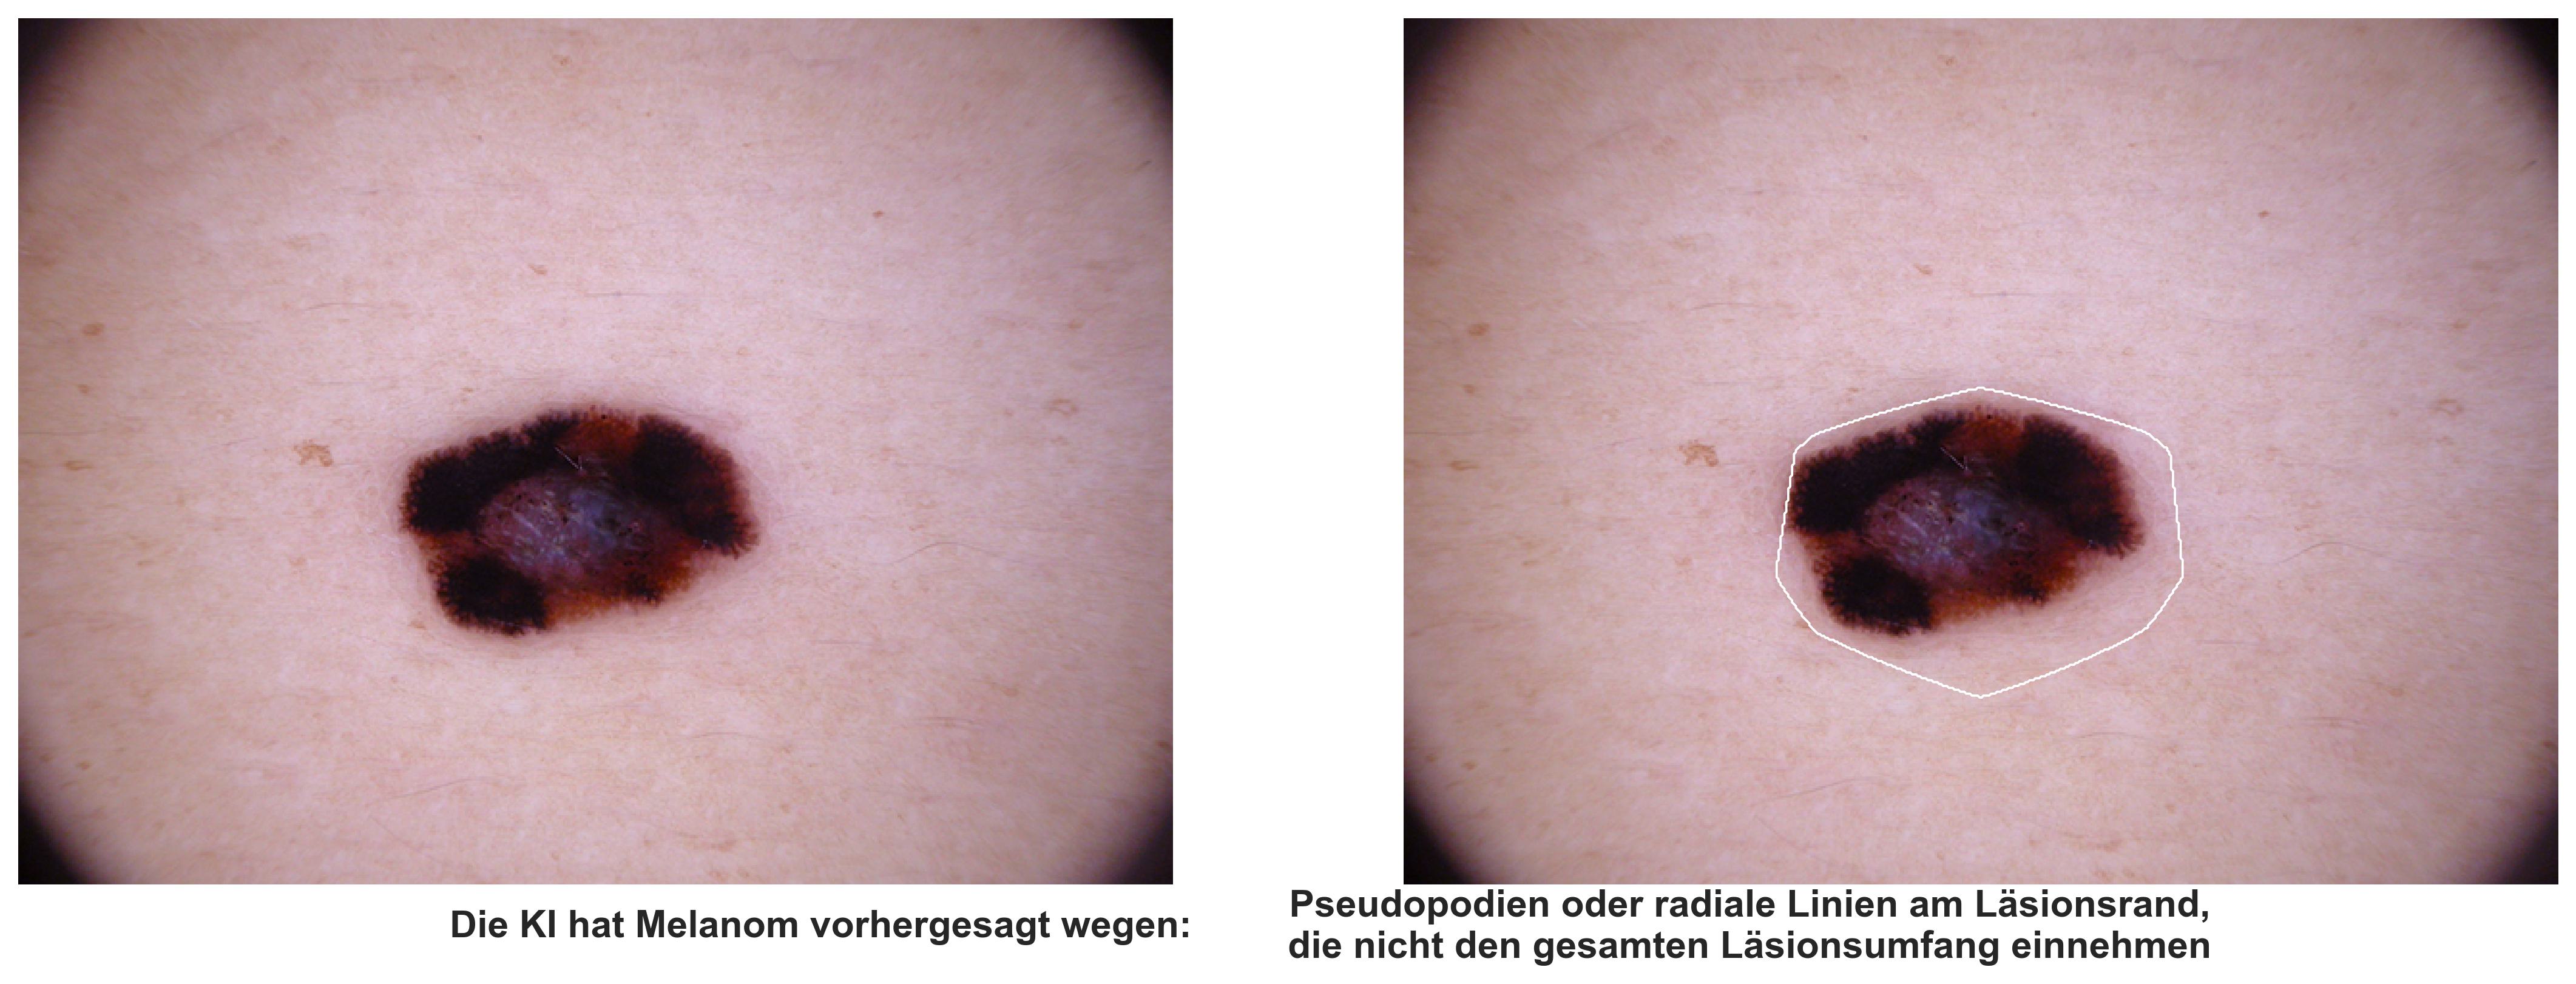 Die KI hat Melanom vorhergesagt wegen:
Pseudopodien oder radiale Linien am Läsionsrand,
die nicht den gesamten Läsionsumfang einnehmen